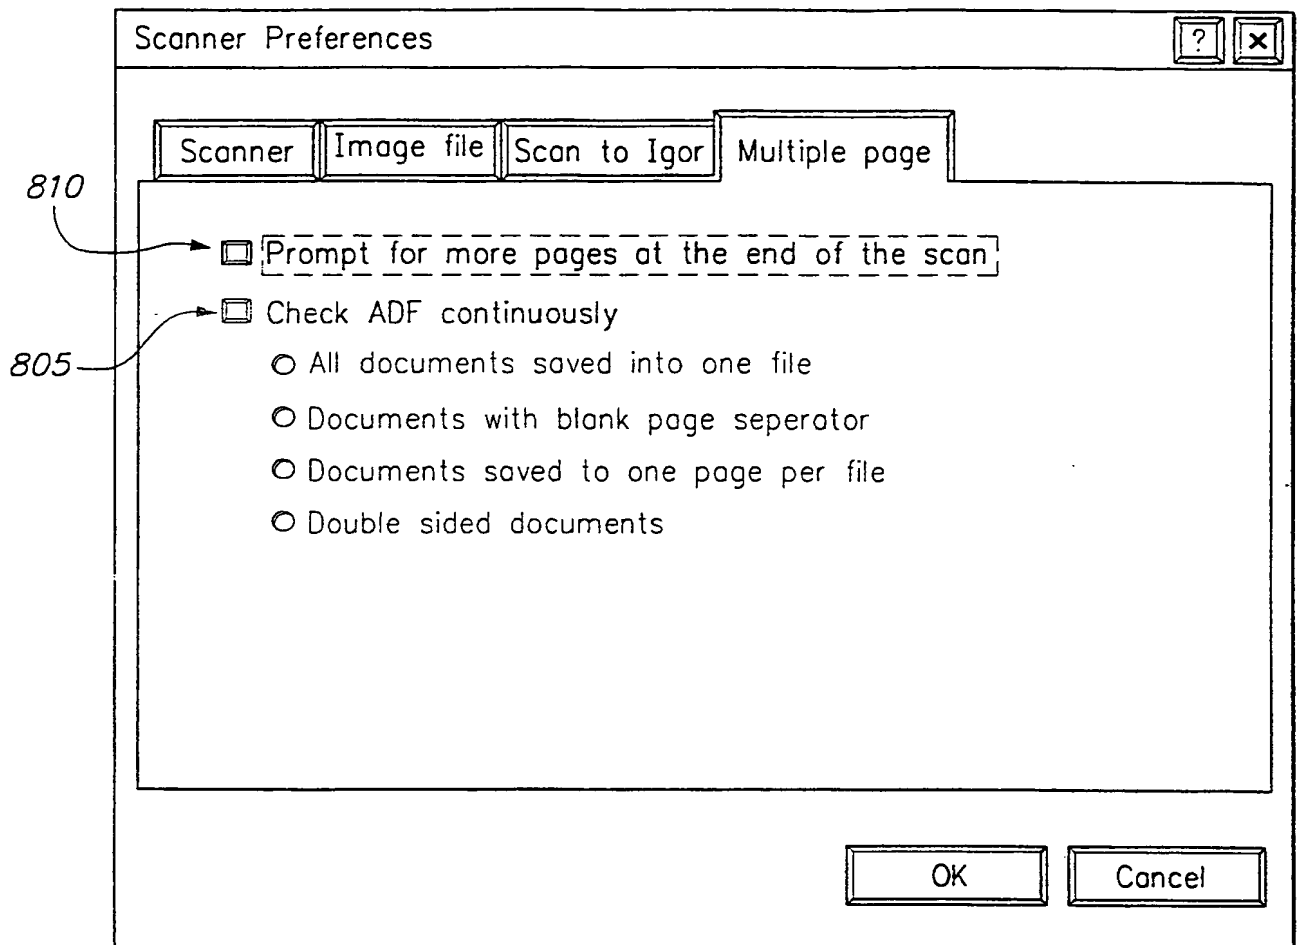 Scanner Preferences
?
Scanner
Image file
Scan to Igor
Multiple page
810
Prompt for more pages at the end of the scan
805
Check ADF continuously
All documents saved into one file
Documents with blank page seperator
Documents saved to one page per file
Double sided documents
OK
Cancel